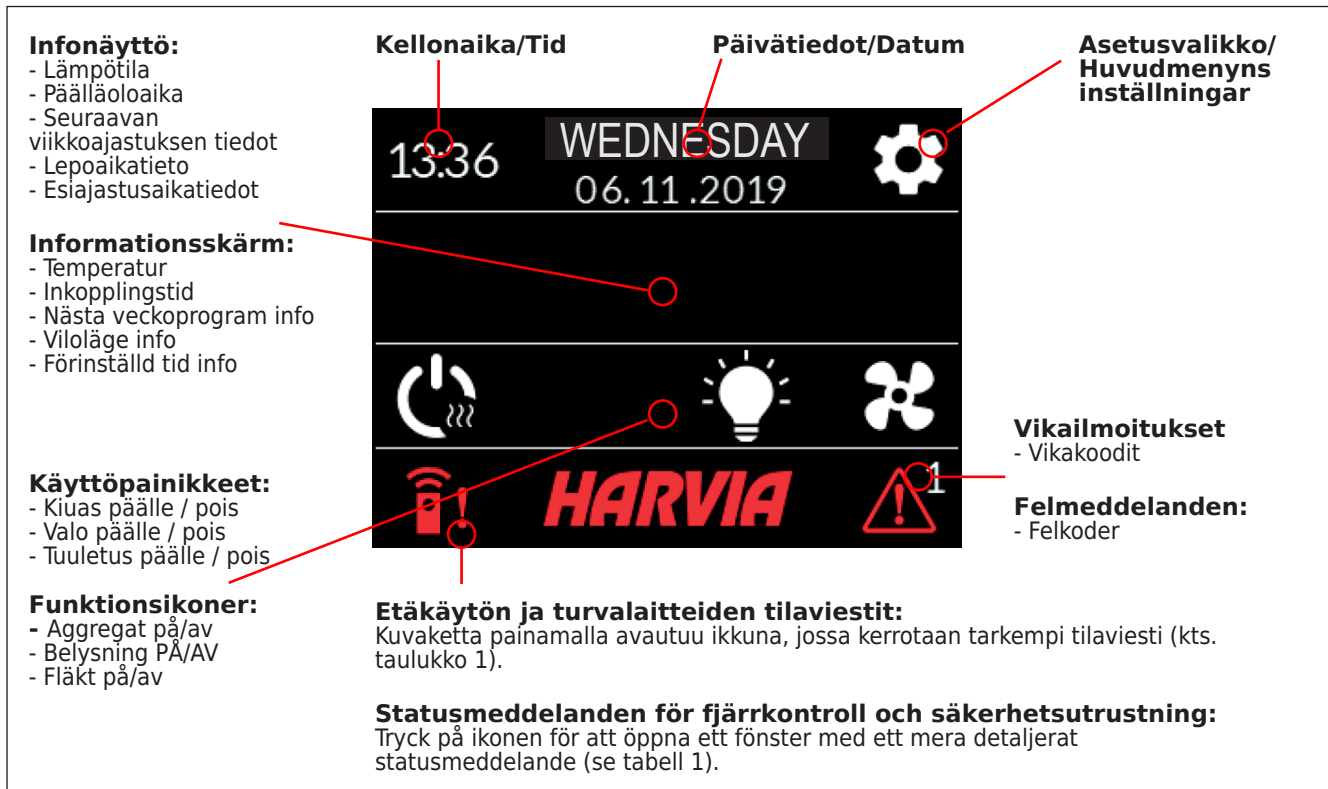 Infonäyttö:
- Lämpötila
- Päälläoloaika
- Seuraavan
viikkoajastuksen tiedot
- Lepoaikatieto
- Esiajastusaikatiedot
Informationsskärm:
- Temperatur
- Inkopplingstid
- Nästa veckoprogram info
- Viloläge info
- Förinställd tid info
Käyttöpainikkeet:
- Kiuas päälle / pois
- Valo päälle / pois
- Tuuletus päälle / pois
Funktionsikoner:
- Aggregat på/av
- Belysning PÅ/AV
- Fläkt på/av
Kellonaika/Tid
Päivätiedot/Datum
Asetusvalikko/
Huvudmenyns
inställningar
13:36
WEDNESDAY
06. 11 .2019
HARVIA
1
Vikailmoitukset
- Vikakoodit
Felmeddelanden:
- Felkoder
Etäkäytön ja turvalaitteiden tilaviestit:
Kuvaketta painamalla avautuu ikkuna, jossa kerrotaan tarkempi tilaviesti (kts.
taulukko 1).
Statusmeddelanden för fjärrkontroll och säkerhetsutrustning:
Tryck på ikonen för att öppna ett fönster med ett mera detaljerat
statusmeddelande (se tabell 1).